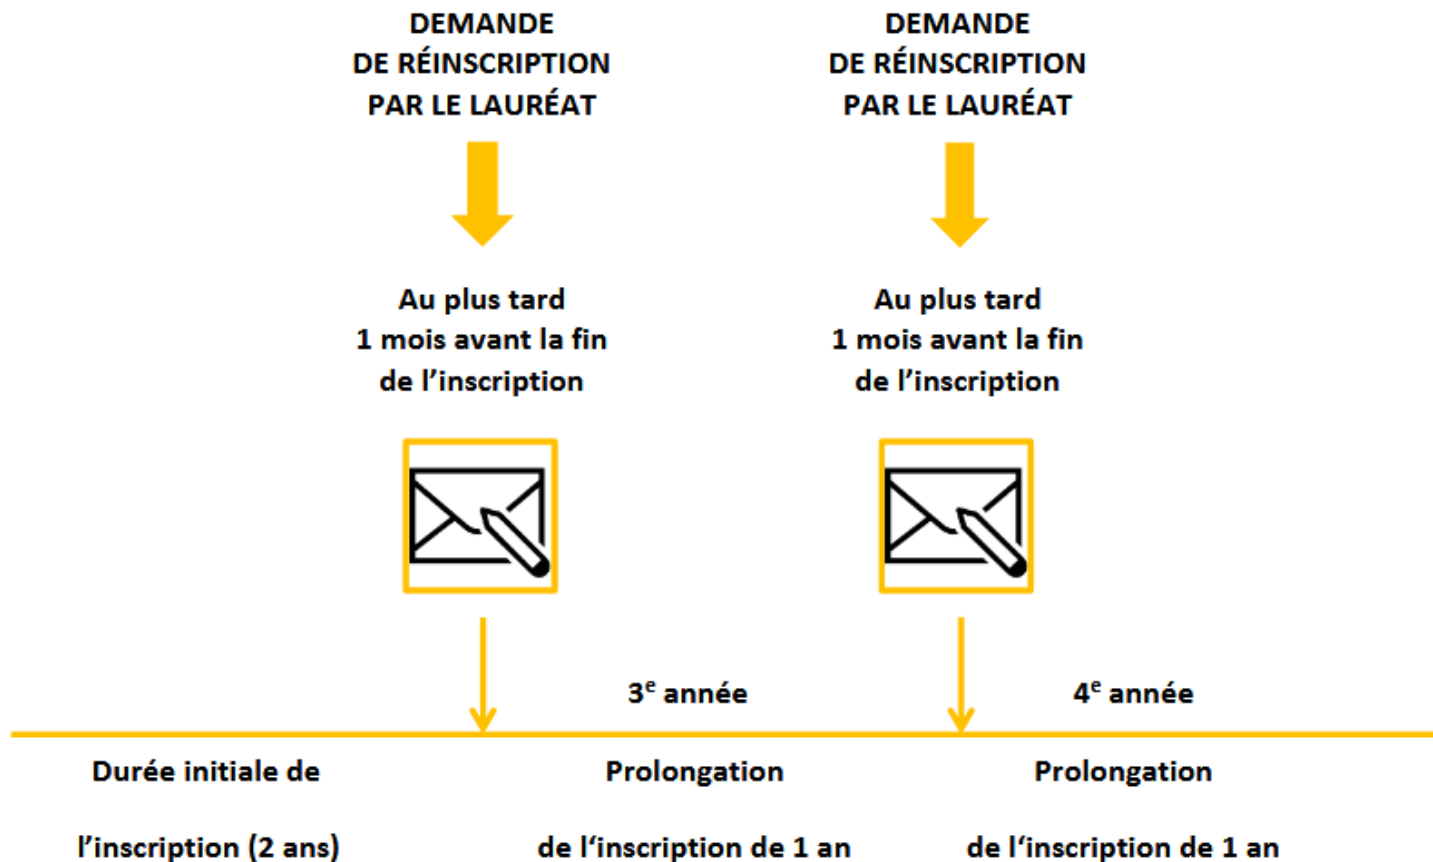 DEMANDE
DE RÉINSCRIPTION
PAR LE LAURÉAT
Au plus tard
1 mois avant la fin
de l’inscription
DEMANDE
DE RÉINSCRIPTION
PAR LE LAURÉAT
Au plus tard
1 mois avant la fin
de l’inscription
3e année
4e année
Durée initiale de
l’inscription (2 ans)
Prolongation
de l‘inscription de 1 an
Prolongation
de l‘inscription de 1 an